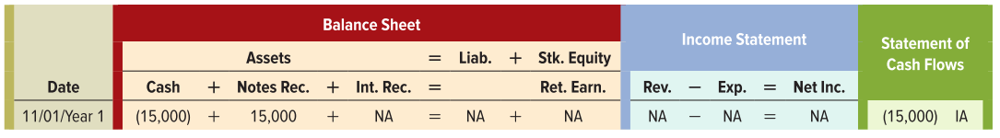 Balance Sheet
Income Statement
Statement of
Cash Flows
Assets = Liab. + Stk. Equity
Date Cash + Notes Rec. + Int. Rec. = Ret. Earn. Rev. − Exp. = Net Inc.
11/01/Year 1 (15,000) + 15,000 + NA = NA + NA NA − NA = NA (15,000) IA